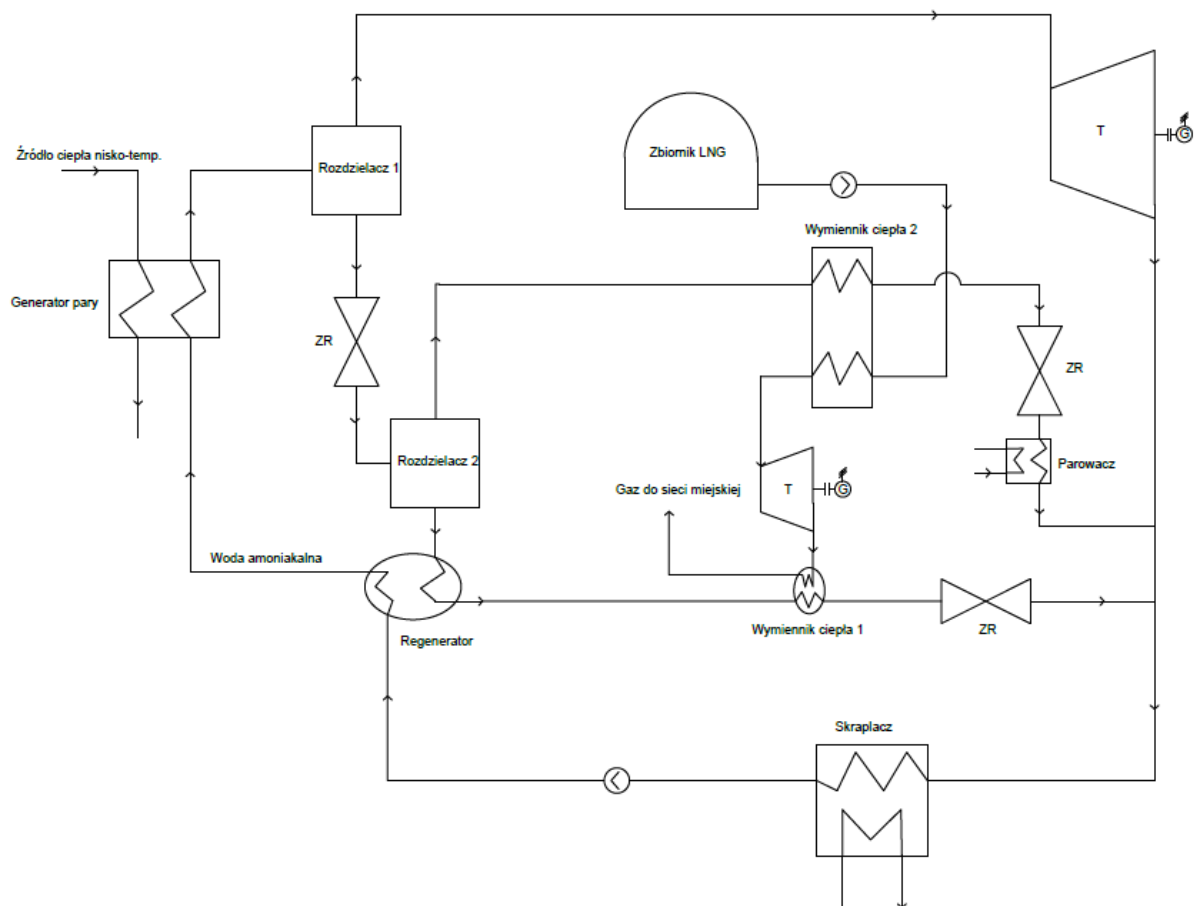 T
G
Źródło ciepła nisko-temp.
Rozdzielacz 1
Zbiornik LNG
Wymiennik ciepła 2
Generator pary
ZR
ZR
Rozdzielacz 2
Parowacz
Gaz do sieci miejskiej
T
G
Woda amoniakalna
Regenerator
Wymiennik ciepła 1
ZR
Skraplacz